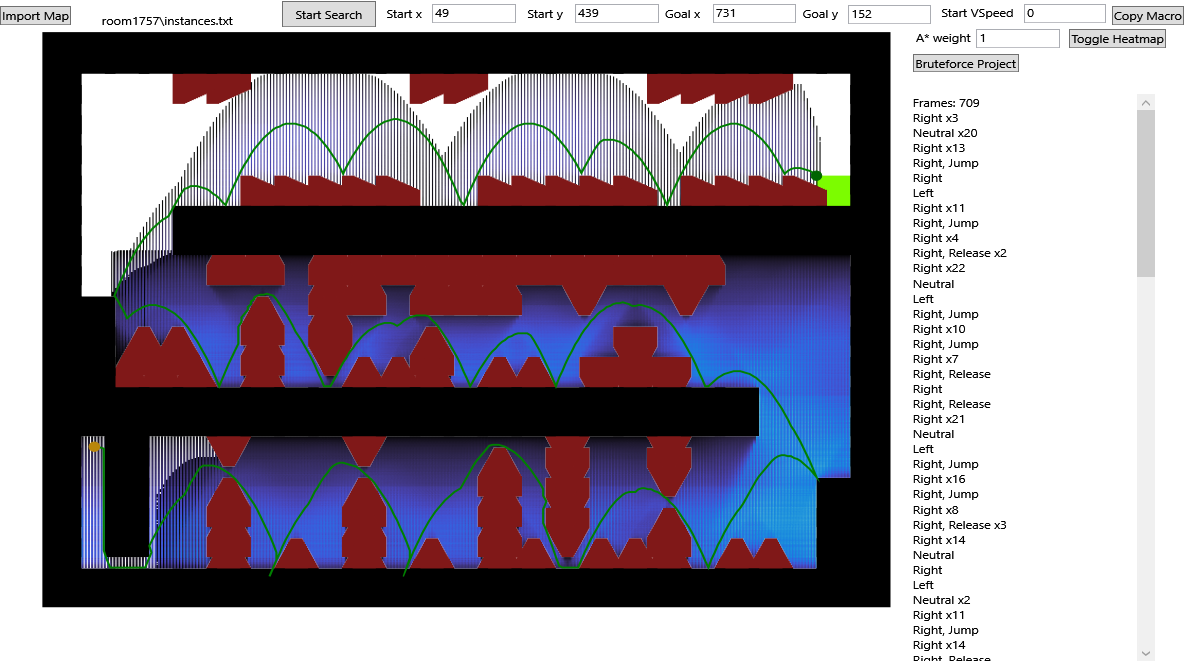 Import Map
room1757\instances.txt
Start Search
Start x 49
Start y 439
Goal x 731
Goal y 152
Start VSpeed 0
Copy Macro
A* weight 1
Toggle Heatmap
Bruteforce Project
Frames: 709
Right x3
Neutral x20
Right x13
Right, Jump
Right
Left
Right x11
Right, Jump
Right x4
Right, Release x2
Right x22
Neutral
Left
Right, Jump
Right x10
Right, Jump
Right x7
Right, Release
Right
Right, Release
Right x21
Neutral
Left
Right, Jump
Right x16
Right, Jump
Right x8
Right, Release x3
Right x14
Neutral
Right
Left
Neutral x2
Right x11
Right, Jump
Right x14
Right, Release